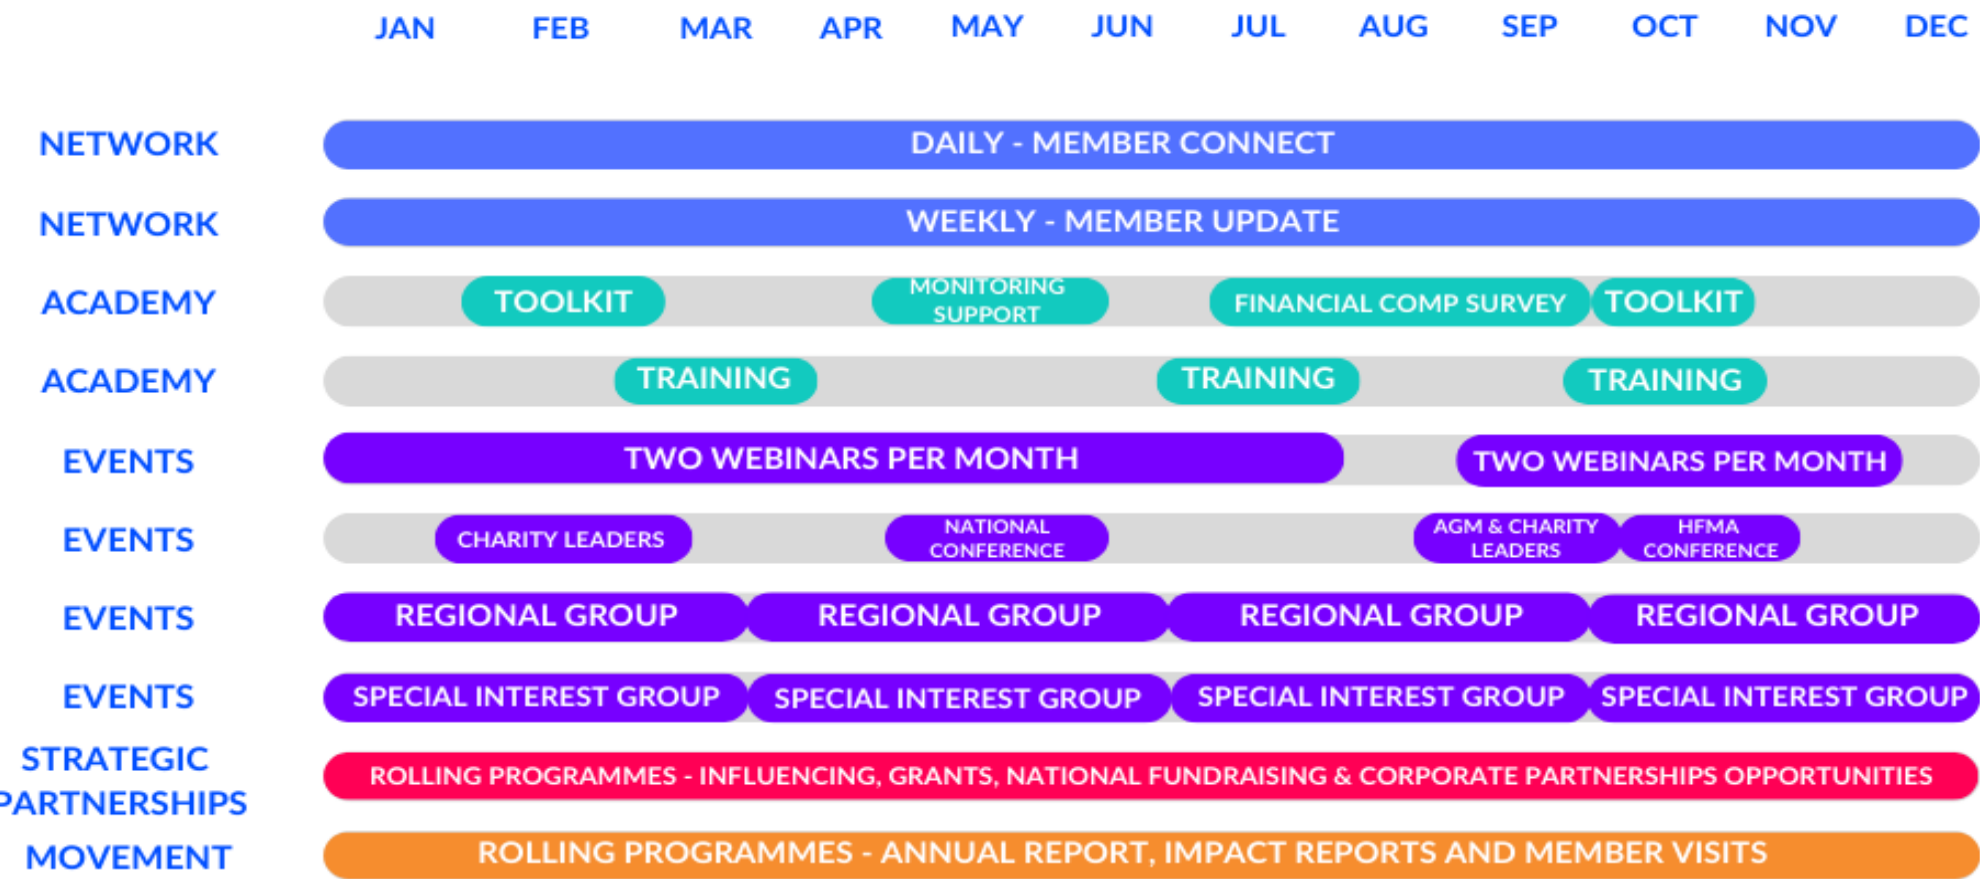 JAN FEB MAR APR MAY JUN JUL AUG SEP OCT NOV DEC
NETWORK DAILY - MEMBER CONNECT
NETWORK WEEKLY - MEMBER UPDATE
ACADEMY TOOLKIT MONITORING SUPPORT FINANCIAL COMP SURVEY TOOLKIT
ACADEMY TRAINING TRAINING TRAINING
EVENTS TWO WEBINARS PER MONTH TWO WEBINARS PER MONTH
EVENTS CHARITY LEADERS NATIONAL CONFERENCE AGM & CHARITY LEADERS HFMA CONFERENCE
EVENTS REGIONAL GROUP REGIONAL GROUP REGIONAL GROUP REGIONAL GROUP
EVENTS SPECIAL INTEREST GROUP SPECIAL INTEREST GROUP SPECIAL INTEREST GROUP SPECIAL INTEREST GROUP
STRATEGIC PARTNERSHIPS ROLLING PROGRAMMES - INFLUENCING, GRANTS, NATIONAL FUNDRAISING & CORPORATE PARTNERSHIPS OPPORTUNITIES
MOVEMENT ROLLING PROGRAMMES - ANNUAL REPORT, IMPACT REPORTS AND MEMBER VISITS